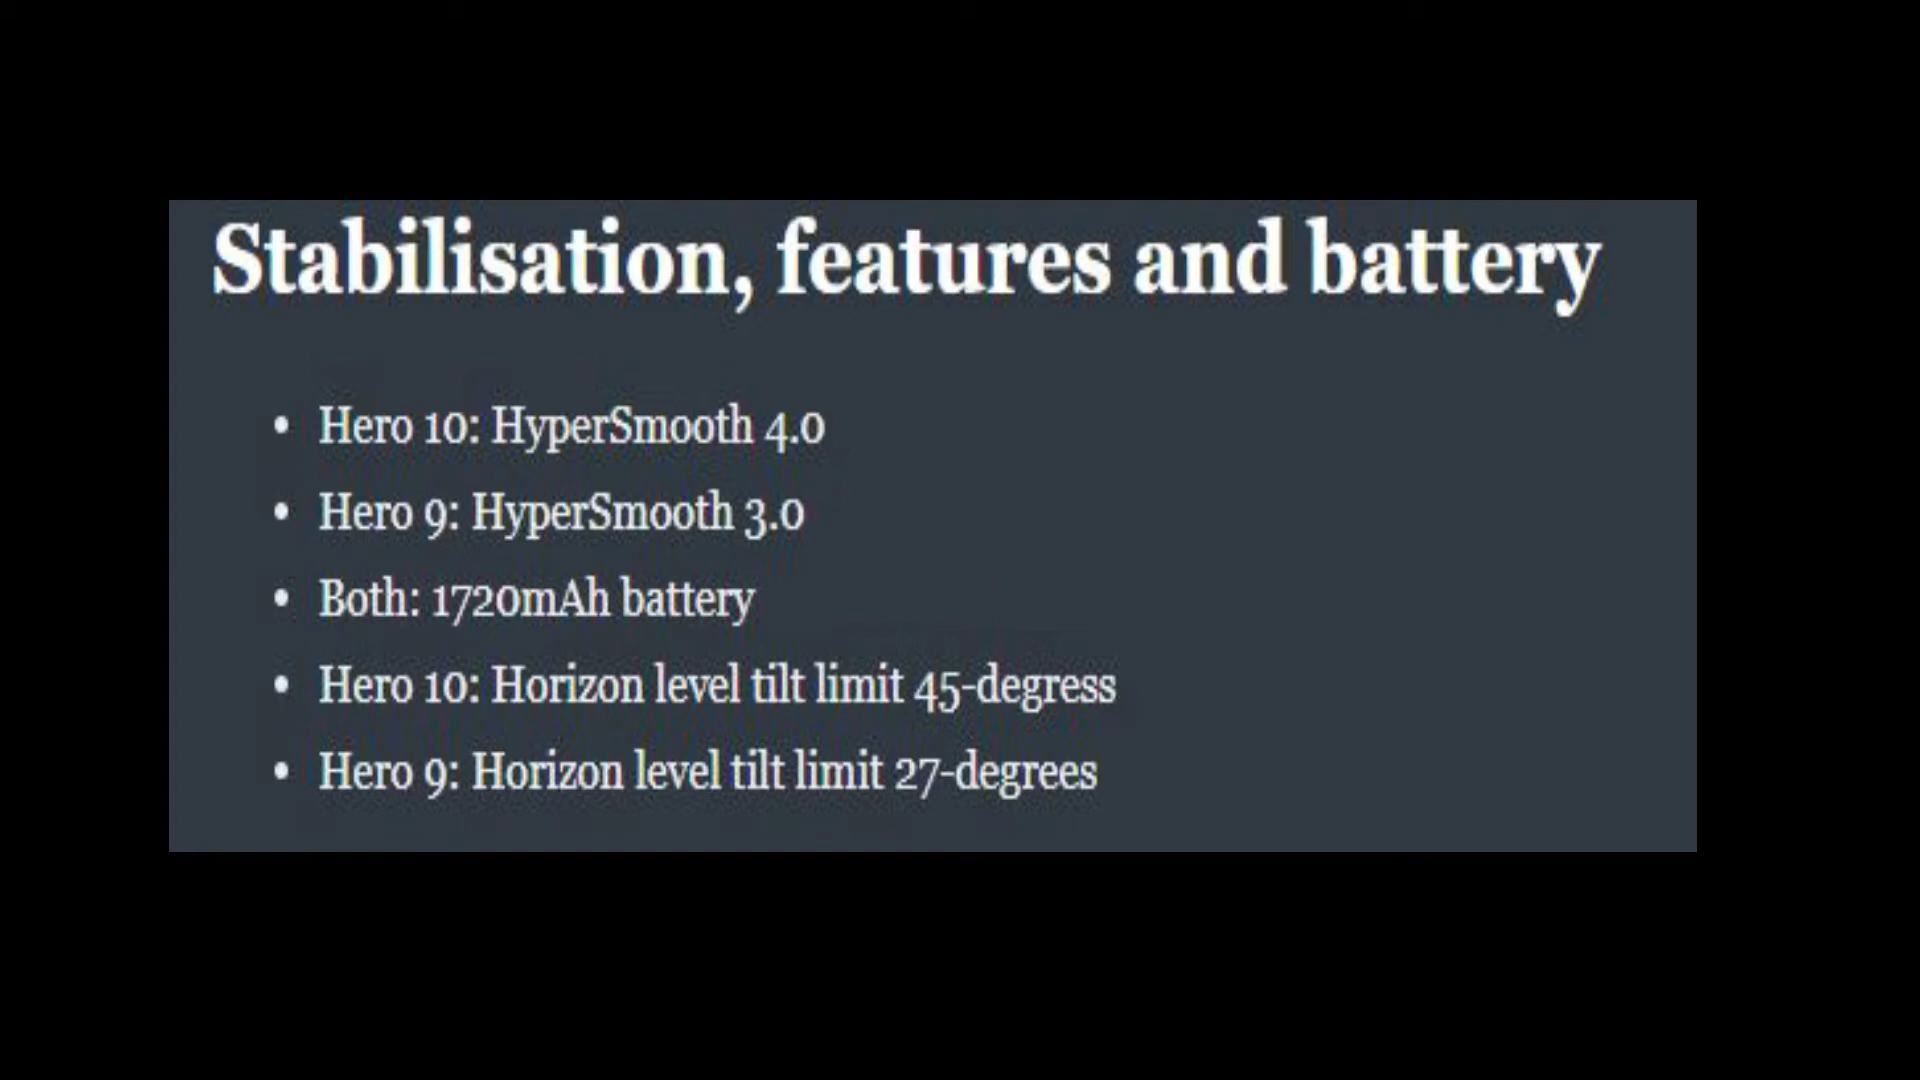 Stabilisation, features and battery
• Hero 10: HyperSmooth 4.0
• Hero 9: HyperSmooth 3.0
• Both: 1720mAh battery
• Hero 10: Horizon level tilt limit 45-degress
• Hero 9: Horizon level tilt limit 27-degrees